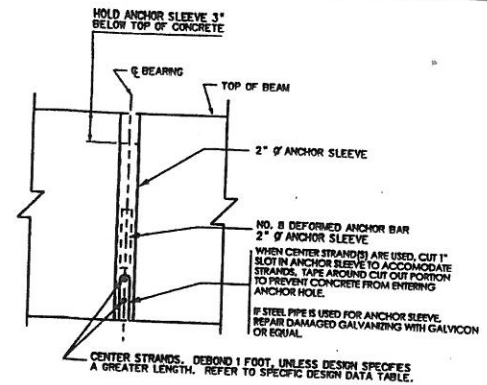 HOLD ANCHOR SLEEVE 3"
BELOW TOP OF CONCRETE
℄ BEARING
TOP OF BEAM
2" Ø ANCHOR SLEEVE
NO. 8 DEFORMED ANCHOR BAR
2" Ø ANCHOR SLEEVE
WHEN CENTER STRAND(S) ARE USED, CUT 1"
SLOT IN ANCHOR SLEEVE TO ACCOMODATE
STRANDS, TAPE AROUND CUT OUT PORTION
TO PREVENT CONCRETE FROM ENTERING
ANCHOR HOLE.
IF STEEL PIPE IS USED FOR ANCHOR SLEEVE,
REPAIR DAMAGED GALVANIZING WITH GALVICON
OR EQUAL.
CENTER STRANDS. DEBOND 1 FOOT, UNLESS DESIGN SPECIFIES
A GREATER LENGTH. REFER TO SPECIFIC DESIGN DATA TABLE.